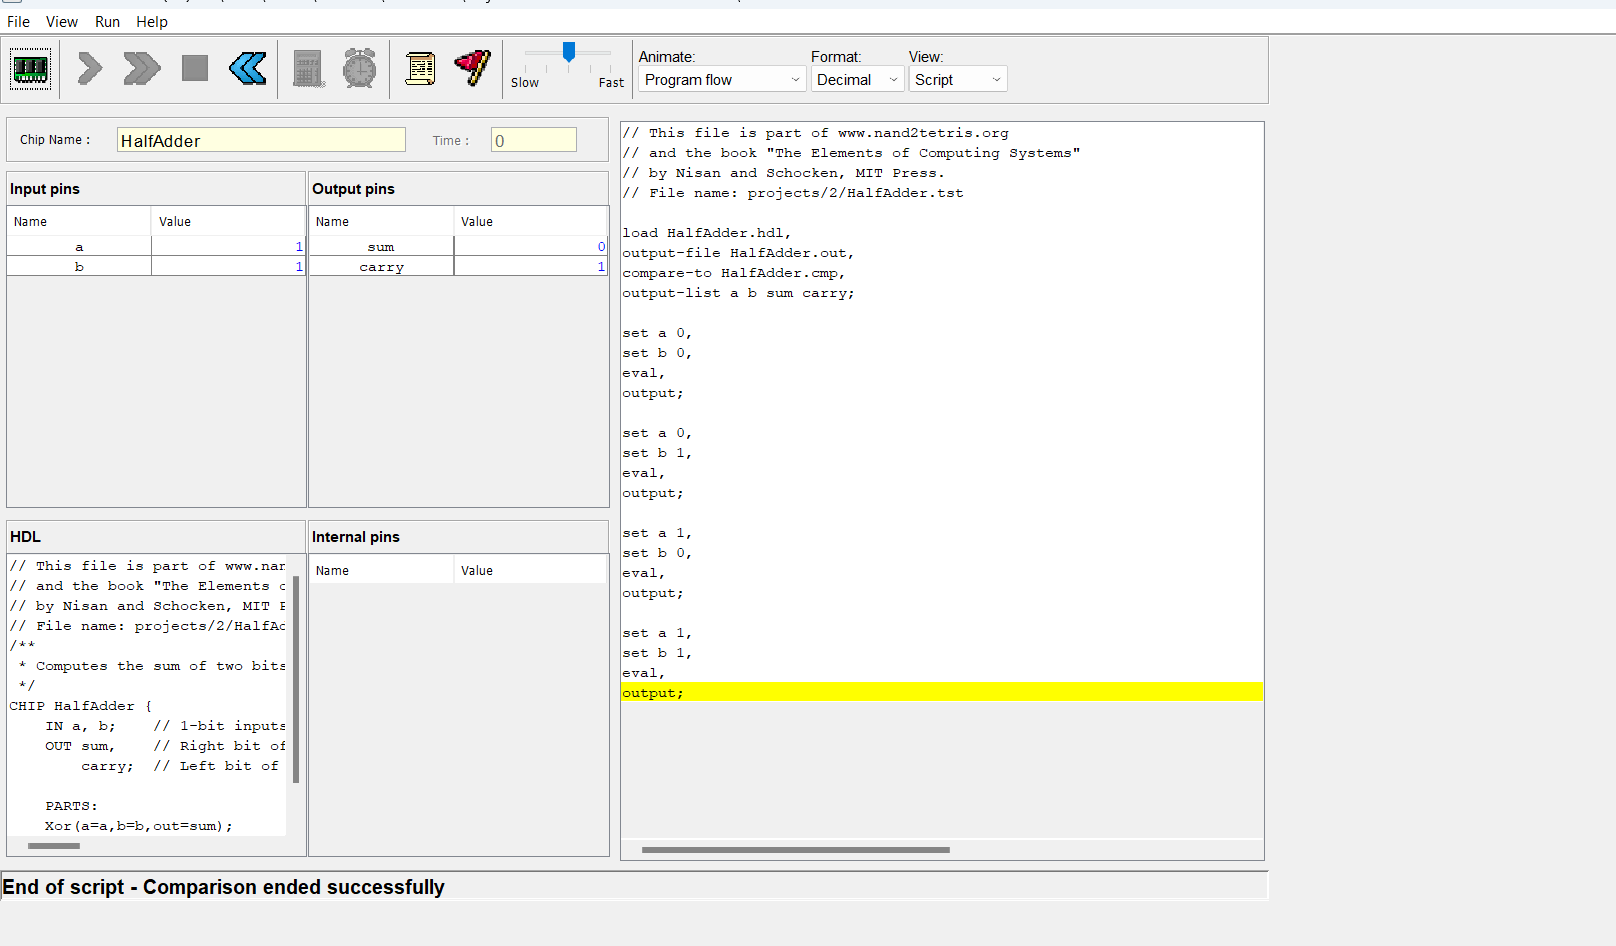 File View Run Help
Animate: Format: View:
Slow Fast Program flow Decimal Script
Chip Name : HalfAdder Time : 0
Input pins
Name Value
a 1
b 1
Output pins
Name Value
sum 0
carry 1
HDL
// This file is part of www.nan
// and the book "The Elements
// by Nisan and Schocken, MIT
// File name: projects/2/HalfAd
/**
* Computes the sum of two bits
*/
CHIP HalfAdder {
IN a, b; // 1-bit inputs
OUT sum, // Right bit of
carry; // Left bit of
PARTS:
Xor(a=a,b=b,out=sum);
Internal pins
Name Value
// This file is part of www.nand2tetris.org
// and the book "The Elements of Computing Systems"
// by Nisan and Schocken, MIT Press.
// File name: projects/2/HalfAdder.tst
load HalfAdder.hdl,
output-file HalfAdder.out,
compare-to HalfAdder.cmp,
output-list a b sum carry;
set a 0,
set b 0,
eval,
output;
set a 0,
set b 1,
eval,
output;
set a 1,
set b 0,
eval,
output;
set a 1,
set b 1,
eval,
output;
End of script - Comparison ended successfully